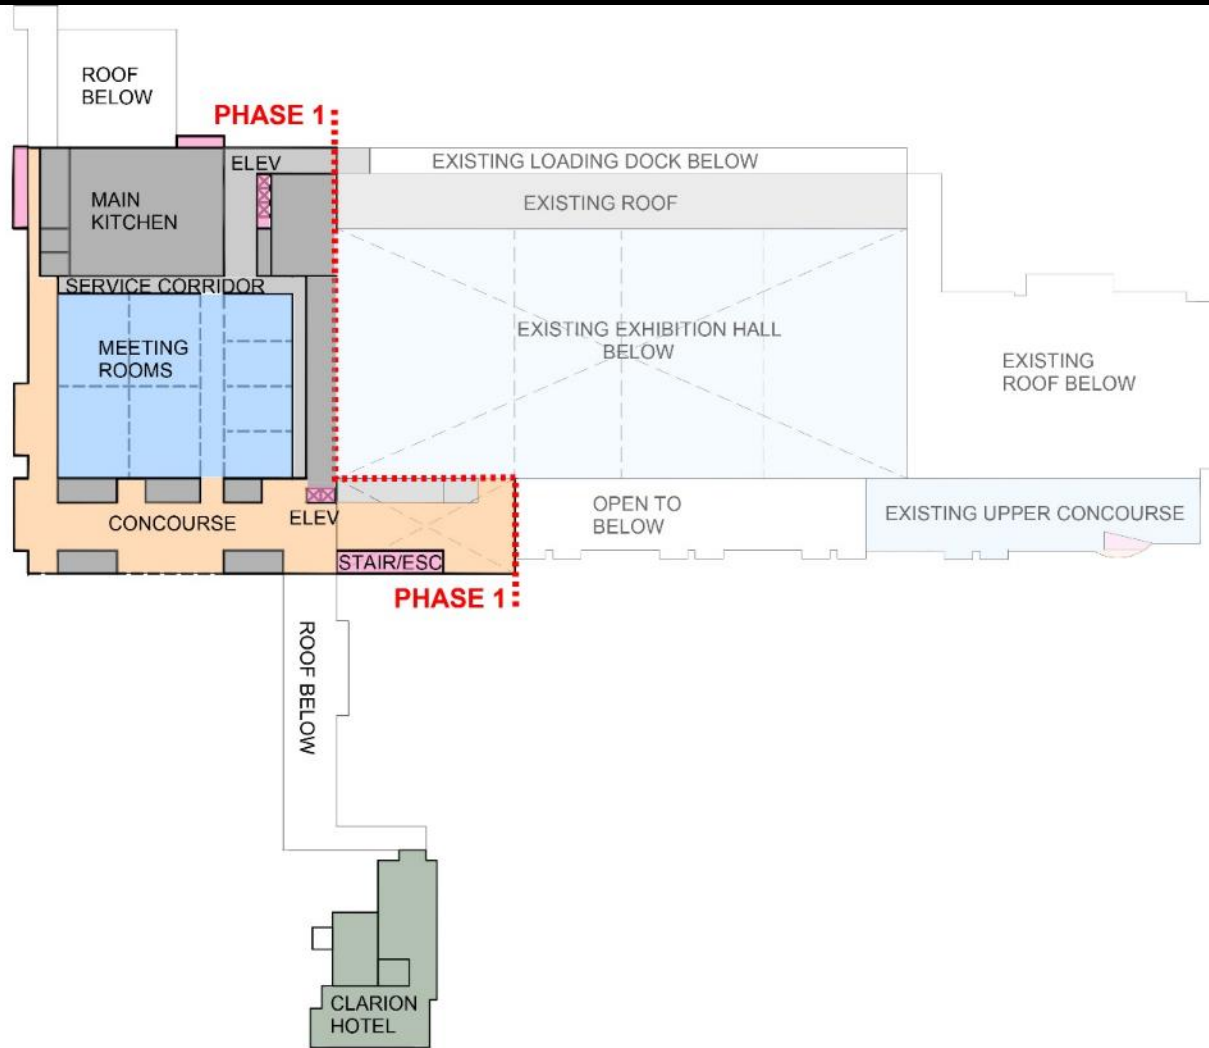 ROOF
BELOW
PHASE 1
ELEV
EXISTING LOADING DOCK BELOW
MAIN
KITCHEN
EXISTING ROOF
SERVICE CORRIDOR
MEETING
ROOMS
EXISTING EXHIBITION HALL
BELOW
EXISTING
ROOF BELOW
CONCOURSE
ELEV
OPEN TO
BELOW
EXISTING UPPER CONCOURSE
STAIR/ESC
PHASE 1
ROOF BELOW
CLARION
HOTEL